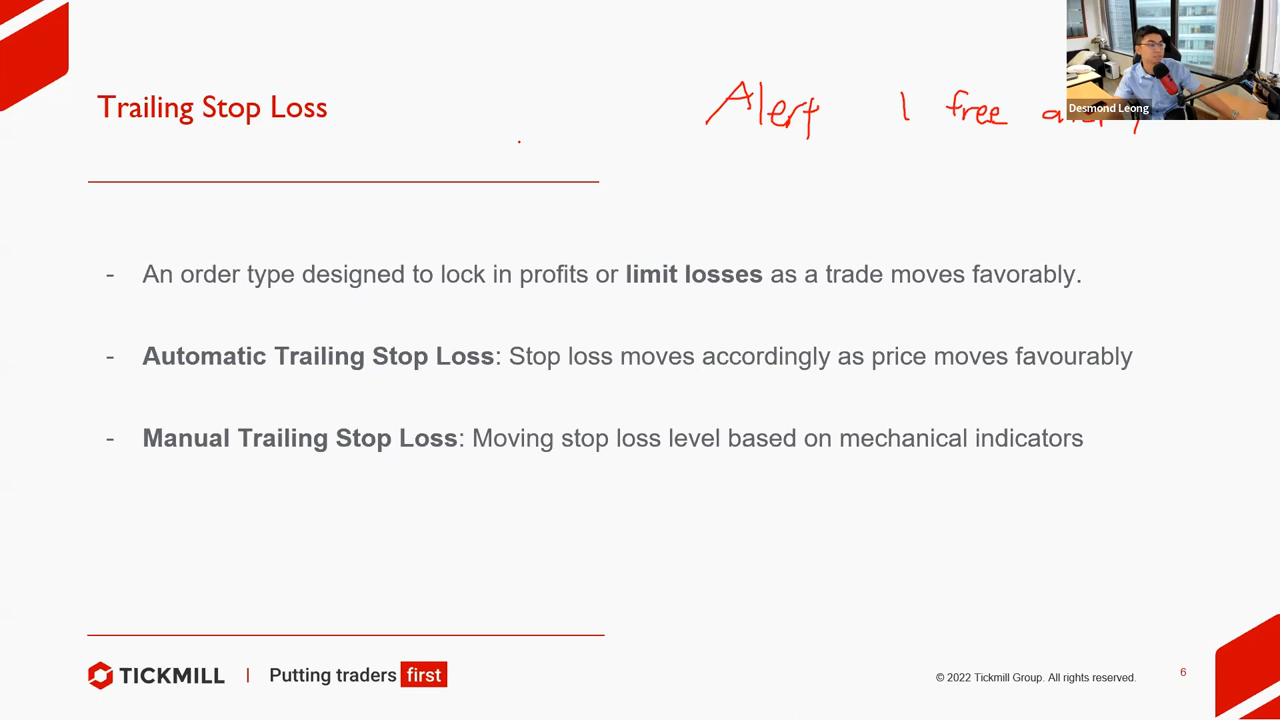 Trailing Stop Loss
Alert 1 free
Desmond Leong
- An order type designed to lock in profits or limit losses as a trade moves favorably.
- Automatic Trailing Stop Loss: Stop loss moves accordingly as price moves favourably
- Manual Trailing Stop Loss: Moving stop loss level based on mechanical indicators
TICKMILL | Putting traders first
© 2022 Tickmill Group. All rights reserved. 6